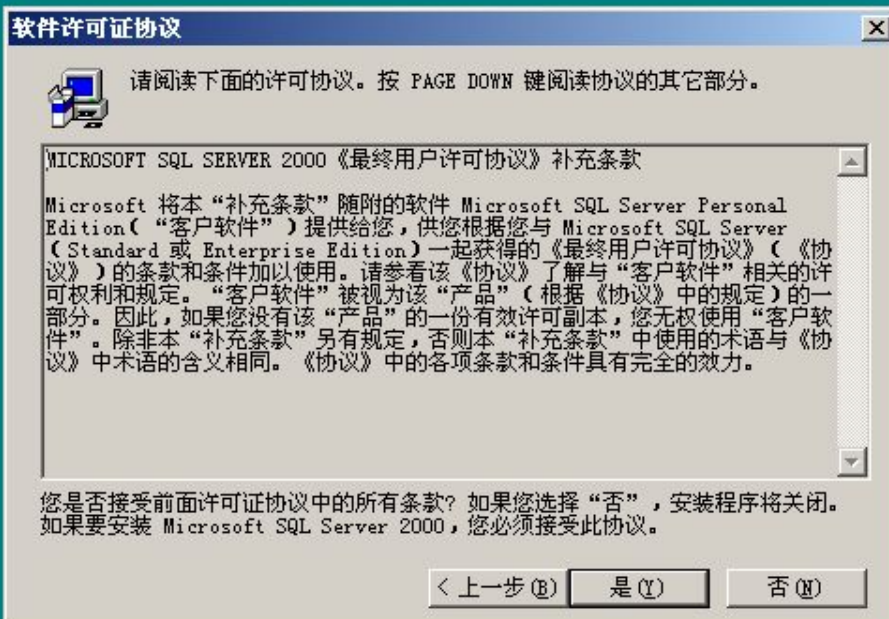 软件许可证协议
请阅读下面的许可协议。按 PAGE DOWN 键阅读协议的其它部分。
MICROSOFT SQL SERVER 2000《最终用户许可协议》补充条款
Microsoft 将本“补充条款”随附的软件 Microsoft SQL Server Personal
Edition(“客户软件”)提供给您，供您根据您与 Microsoft SQL Server
(Standard 或 Enterprise Edition)一起获得的《最终用户许可协议》(《协
议》)的条款和条件加以使用。请参看该《协议》了解与“客户软件”相关的许
可权利和规定。“客户软件”被视为该“产品”(根据《协议》中的规定)的一
部分。因此，如果您没有该“产品”的一份有效许可副本，您无权使用“客户软
件”。除非本“补充条款”另有规定，否则本“补充条款”中使用的术语与《协
议》中术语的含义相同。《协议》中的各项条款和条件具有完全的效力。
您是否接受前面许可证协议中的所有条款? 如果您选择“否”，安装程序将关闭。
如果要安装 Microsoft SQL Server 2000，您必须接受此协议。
< 上一步(B) 是(Y) 否(N)